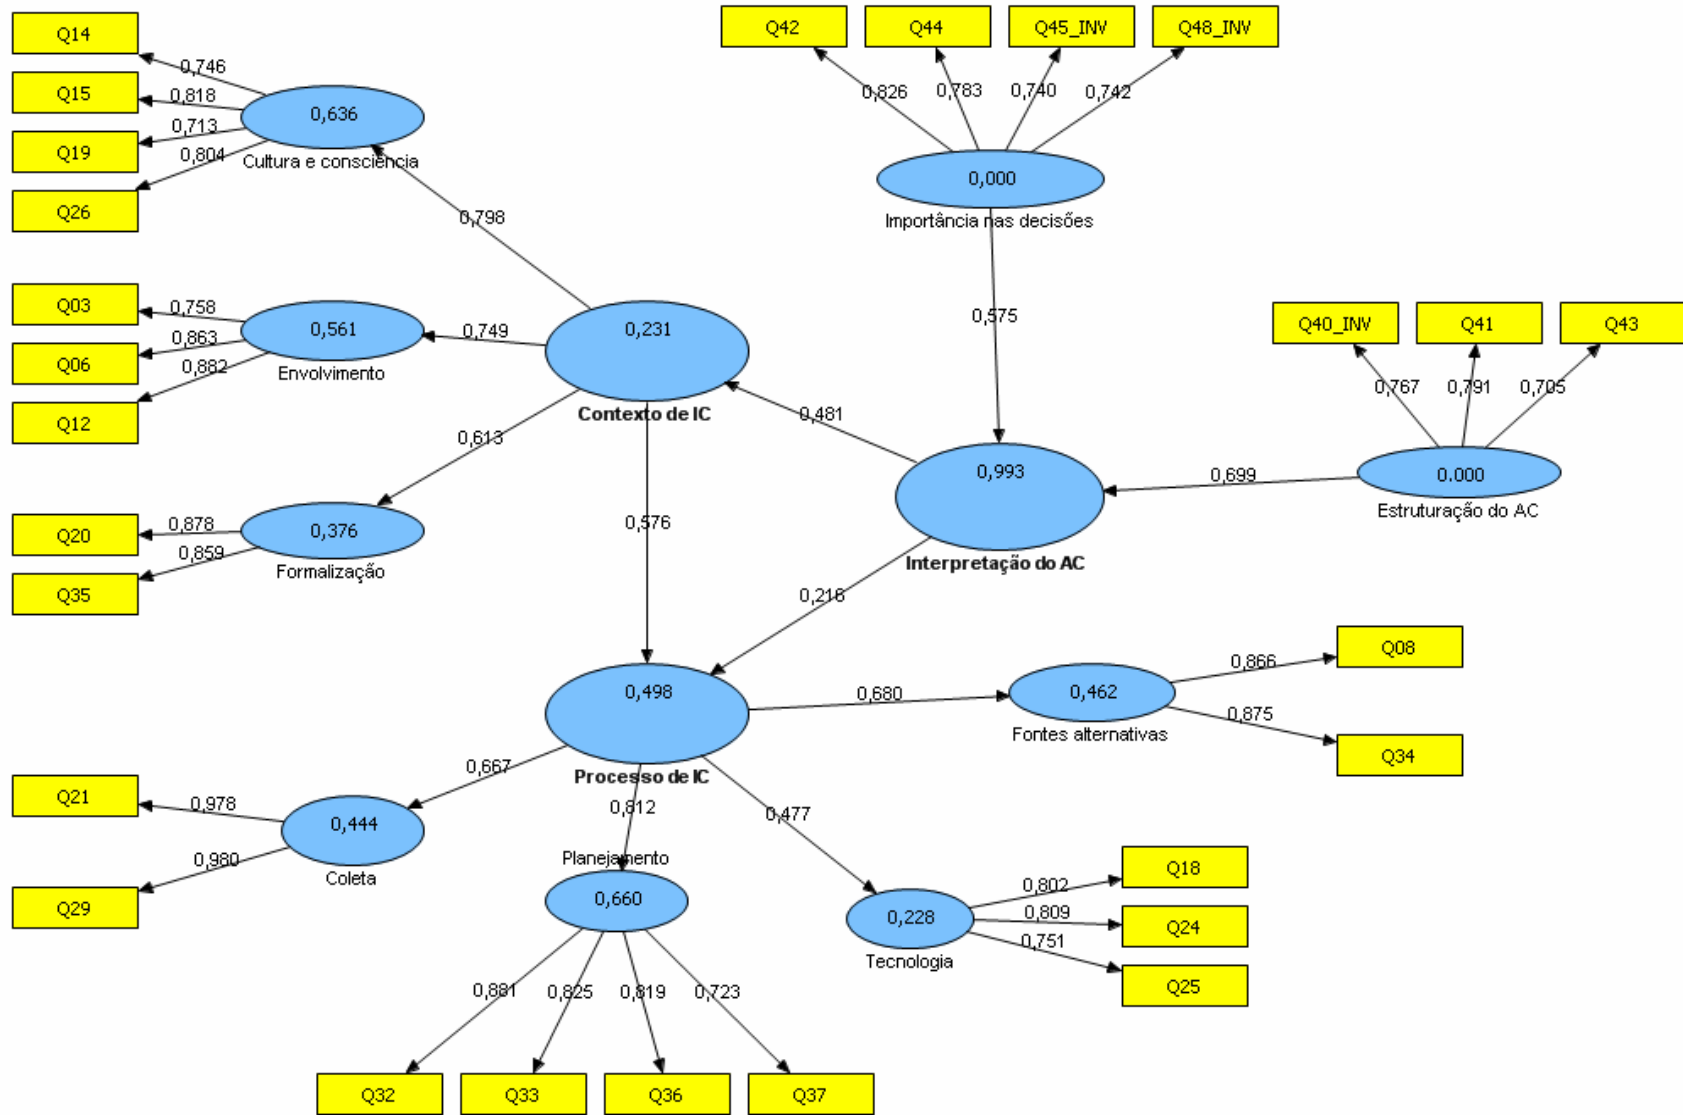 Q42
Q44
Q45_INV
Q48_INV
Q14
0,746
Q15
0,818
0,636
0,826
0,783
0,740
0,742
Q19
0,713
0,804
Cultura e consciência
0,000
Q26
0,798
Importância nas decisões
Q03
0,758
0,561
0,749
0,231
0,575
Q40_INV
Q41
Q43
Q06
0,863
0,882
Envolvimento
0,767
0,791
0,705
Q12
Contexto de IC
0,481
0,613
0,993
0,699
0.000
Estruturação do AC
Q20
0,878
0,376
0,576
0,859
Formalização
Interpretação do AC
Q35
0,216
Q08
0,866
0,498
0,680
0,462
0,875
Fontes alternativas
Q34
0,667
Processo de IC
Q21
0,978
0,444
0,812
0,477
0,980
Coleta
Planejamento
Q18
0,802
Q29
0,660
0,228
0,809
Q24
0,751
Tecnologia
Q25
0,881
0,825
0,819
0,723
Q32
Q33
Q36
Q37